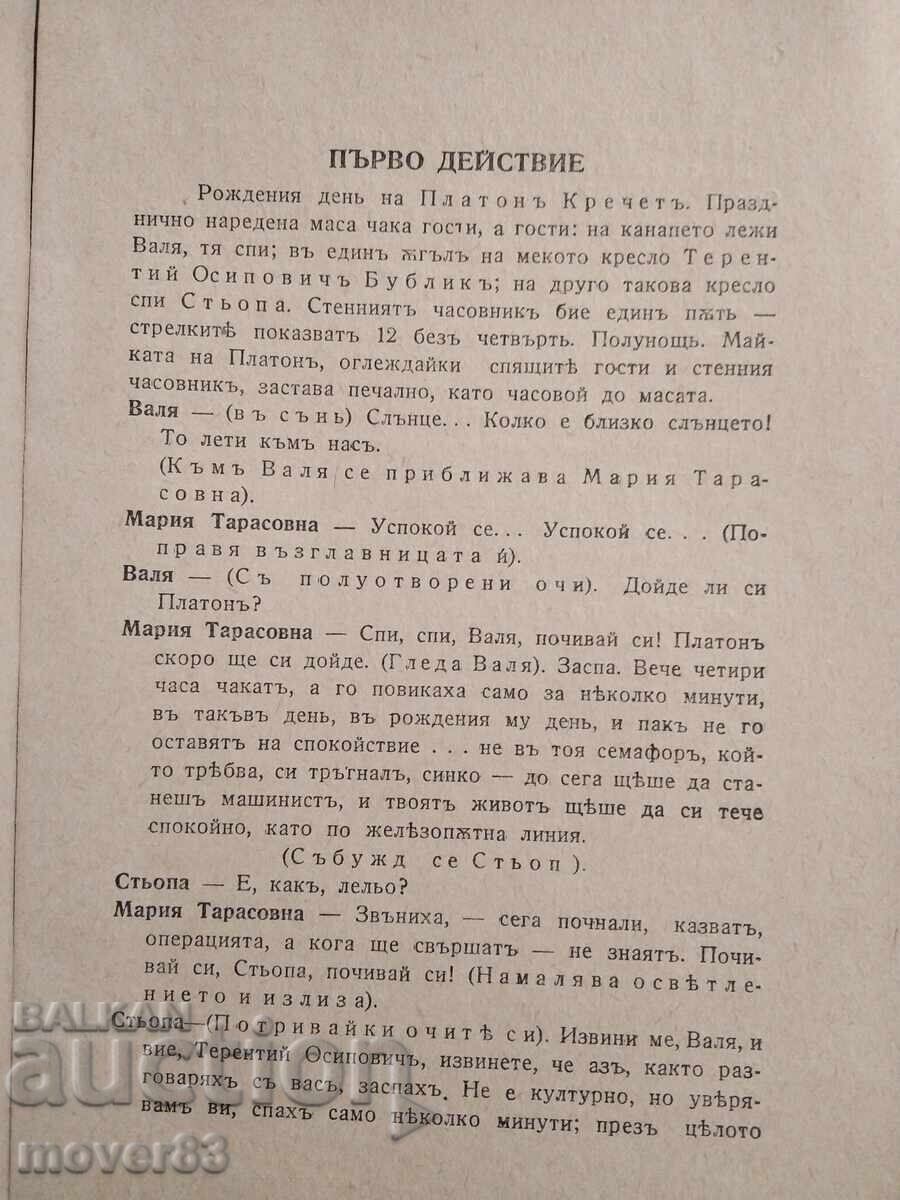 ПЪРВО ДЕЙСТВИЕ
Рождения день на Платонъ Кречетъ. Празд-
нично наредена маса чака гости, а гости: на канапето лежи
Валя, тя спи; въ единъ ѫгълъ на мекото кресло Терен-
тий Осиповичъ Бубликъ; на друго такова кресло
спи Стьопа. Стенниятъ часовникъ бие единъ пѫть —
стрелкитѣ показватъ 12 безъ четвърть. Полунощь. Май-
ката на Платонъ, оглеждайки спящитѣ гости и стенния
часовникъ, застава печално, като часовой до масата.
Валя — (въ сънь) Слънце... Колко е близко слънцето!
То лети къмъ насъ.
(Къмъ Валя се приближава Мария Тара-
совна).
Мария Тарасовна — Успокой се... Успокой се... (По-
правя възглавницата ѝ).
Валя — (Съ полуотворени очи). Дойде ли си
Платонъ?
Мария Тарасовна — Спи, спи, Валя, почивай си! Платонъ
скоро ще си дойде. (Гледа Валя). Заспа. Вече четири
часа чакатъ, а го повикаха само за нѣколко минути,
въ такъвъ день, въ рождения му день, и пакъ не го
оставятъ на спокойствие ... не въ тоя семафоръ, кой-
то трѣбва, си тръгналъ, синко — до сега щѣше да ста-
нешъ машинистъ, и твоятъ животъ щѣше да си тече
спокойно, като по желѣзопѫтна линия.
(Събужд се Стьоп ).
Стьопа — Е, какъ, лельо?
Мария Тарасовна — Звъниха, — сега почнали, казватъ,
операцията, а кога ще свършатъ — не знаятъ. Почи-
вай си, Стьопа, почивай си! (Намалява освѣтле-
нието и излиза).
Стьопа—(Потривайки очитѣ си). Извини ме, Валя, и
вие, Терентий Осиповичъ, извинете, че азъ, както раз-
говаряхъ съ васъ, заспахъ. Не е културно, но увѣря-
вамъ ви, спахъ само нѣколко минути; презъ цѣлото
BALKAN
auction
mover83